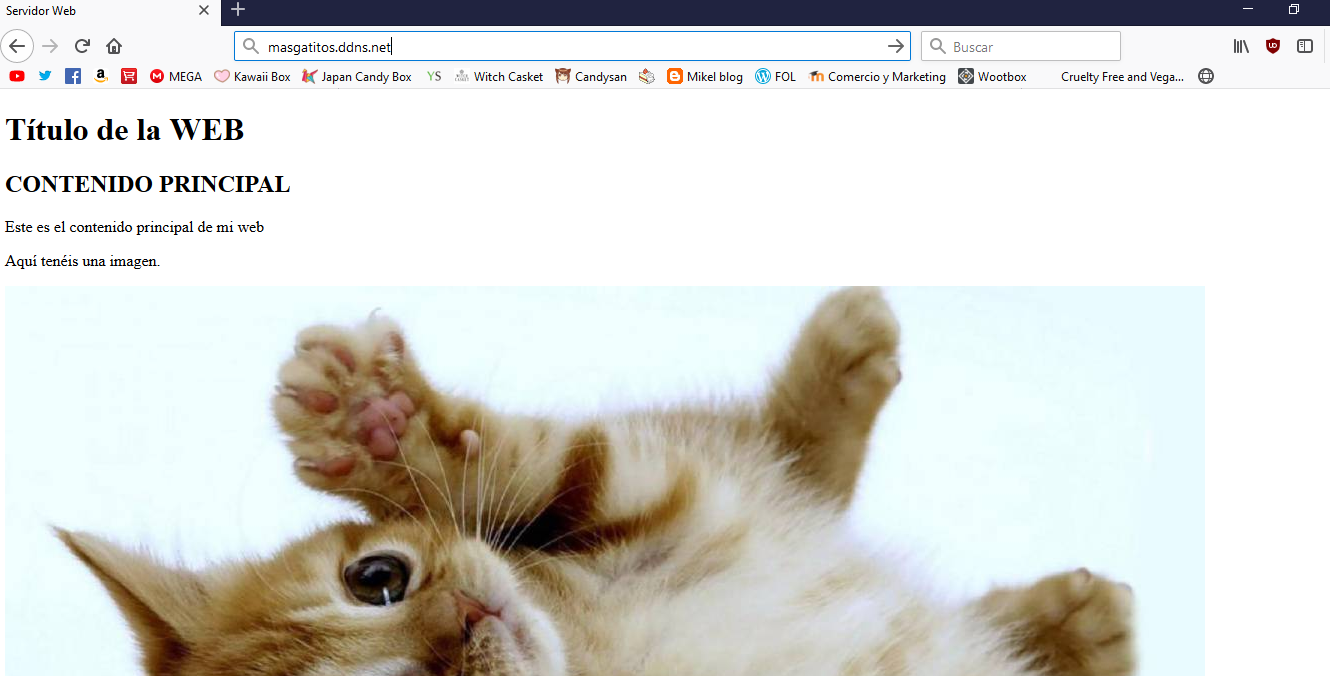 Servidor Web
masgatitos.ddns.net
Buscar
MEGA Kawaii Box Japan Candy Box YS Witch Casket Candysan Mikel blog FOL Comercio y Marketing Wootbox Cruelty Free and Vega...
Título de la WEB
CONTENIDO PRINCIPAL
Este es el contenido principal de mi web
Aquí tenéis una imagen.